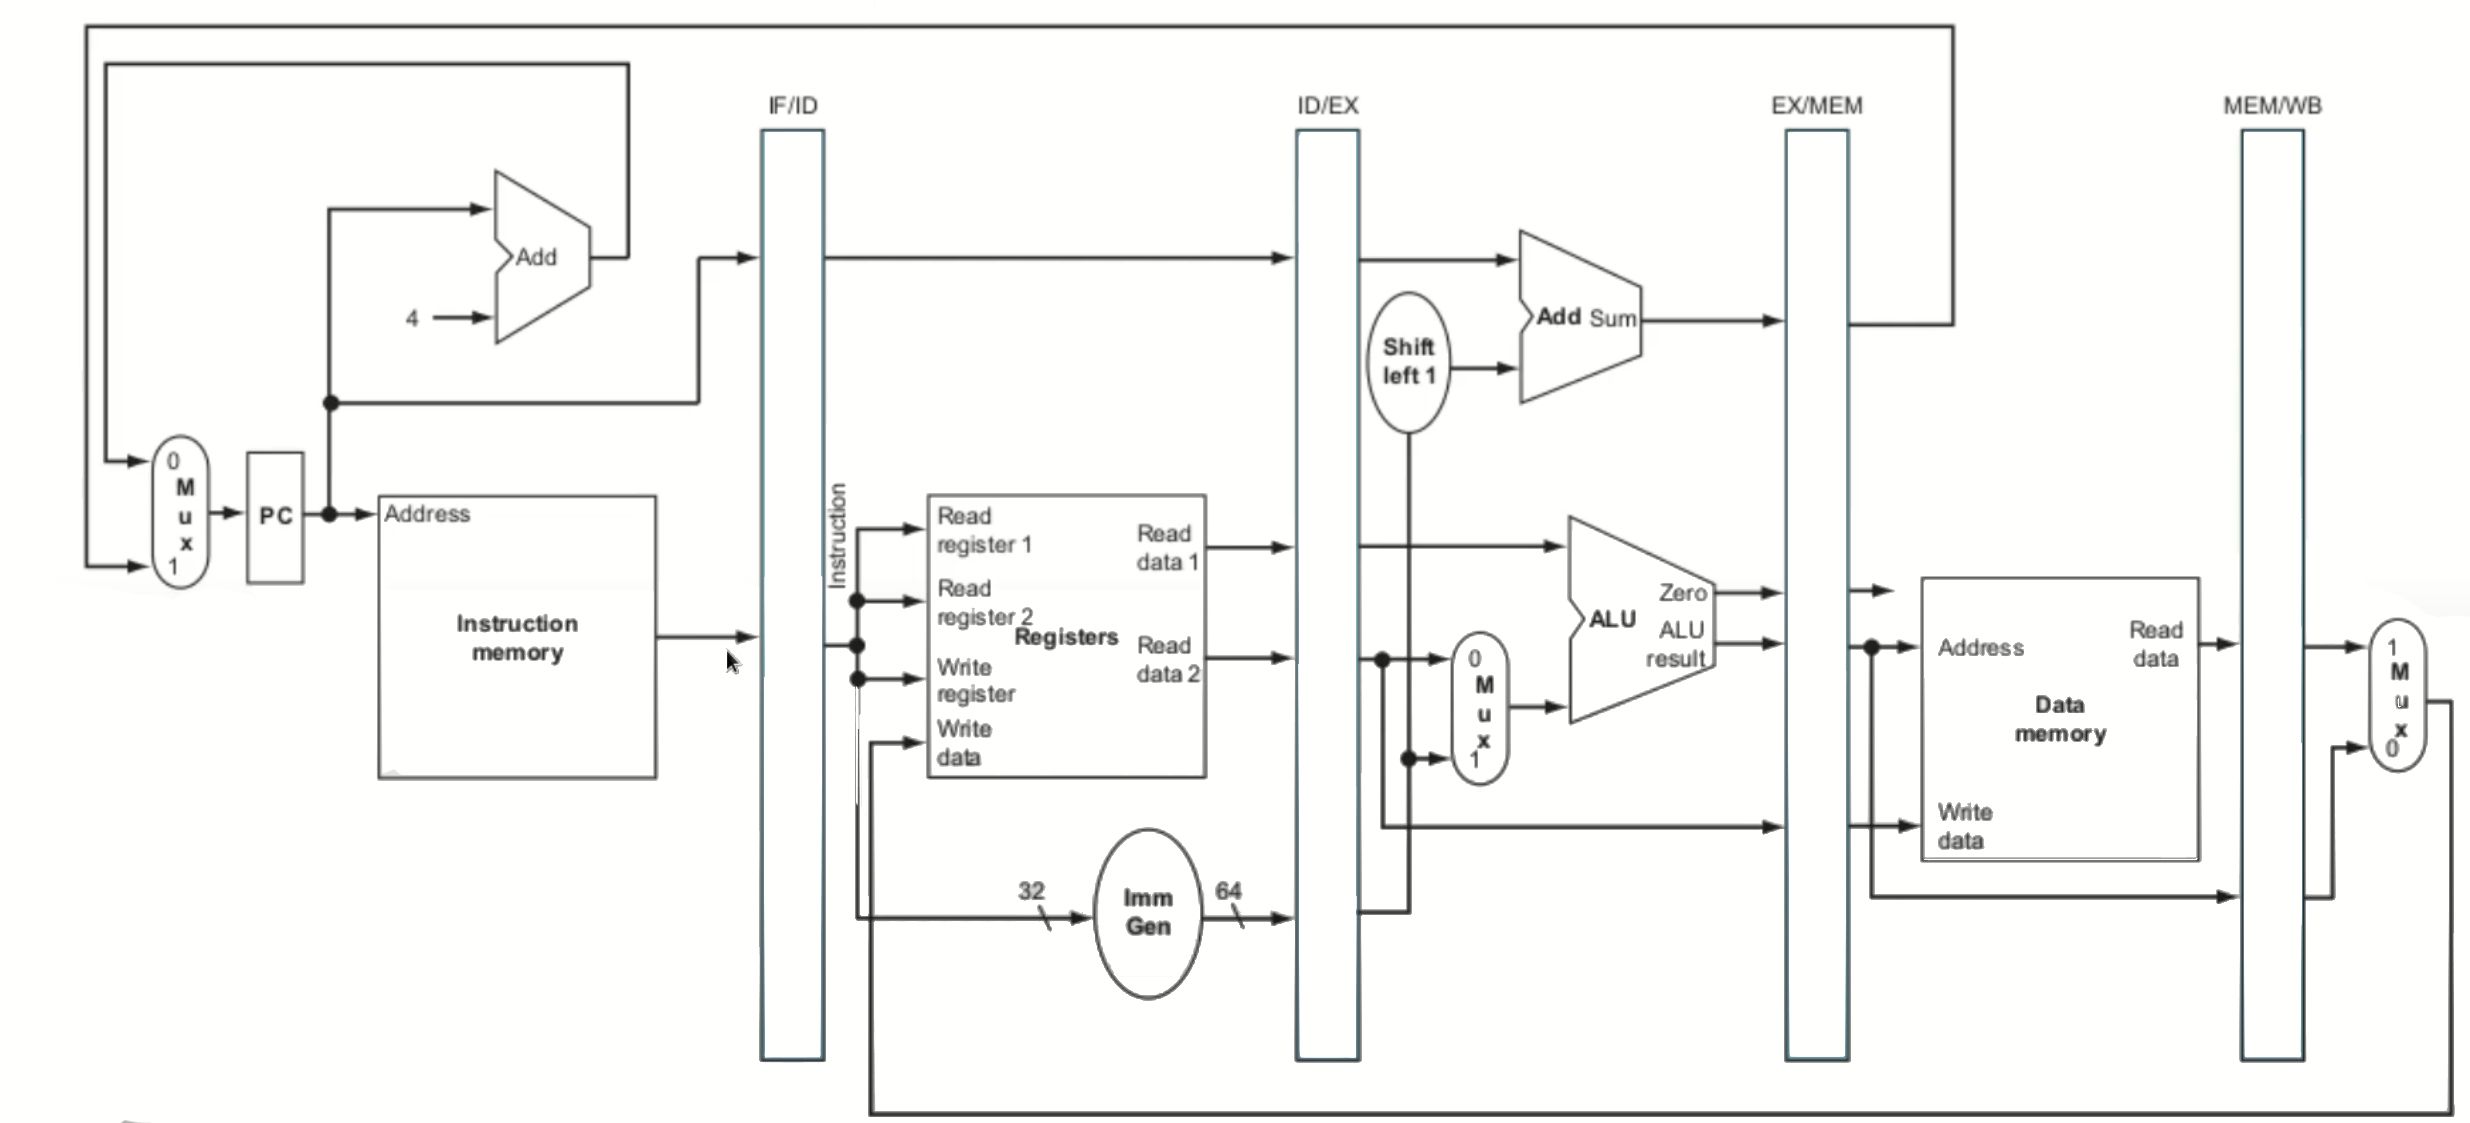 IF/ID
ID/EX
EX/MEM
MEM/WB
Add
4
Add Sum
Shift
left 1
0
M
u
x
1
PC
Address
Instruction
memory
Instruction
Read
register 1
Read
register 2
Registers
Write
register
Write
data
Read
data 1
Read
data 2
32
Imm
Gen
64
0
M
u
x
1
Zero
ALU
ALU
result
Address
Read
data
Data
memory
Write
data
1
M
u
x
0